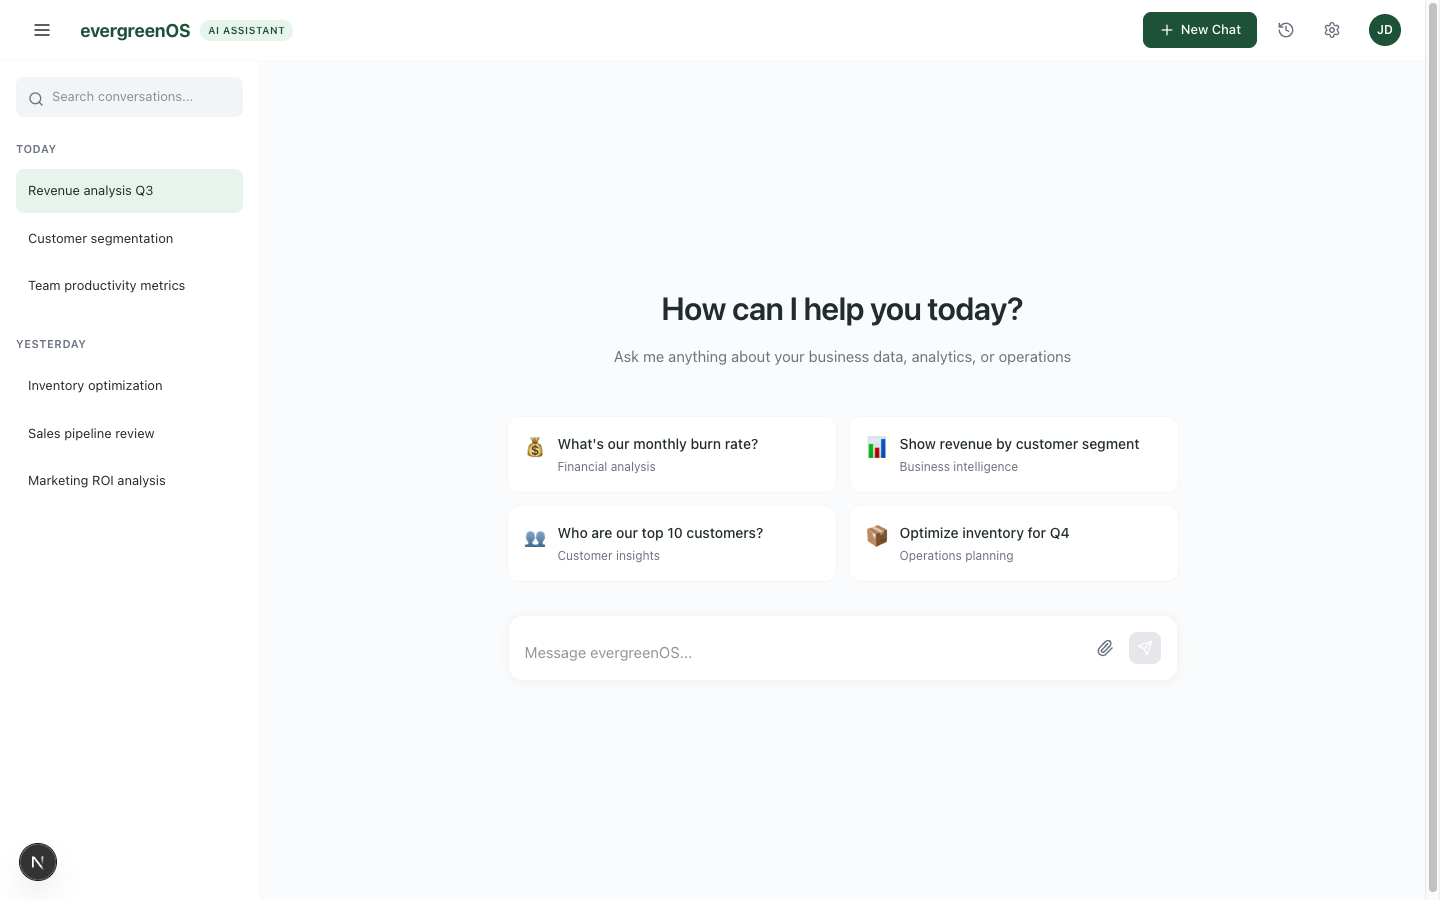 evergreenOS
AI ASSISTANT
New Chat
JD
Search conversations...
TODAY
Revenue analysis Q3
Customer segmentation
Team productivity metrics
YESTERDAY
Inventory optimization
Sales pipeline review
Marketing ROI analysis
N
How can I help you today?
Ask me anything about your business data, analytics, or operations
What's our monthly burn rate?
Financial analysis
Show revenue by customer segment
Business intelligence
Who are our top 10 customers?
Customer insights
Optimize inventory for Q4
Operations planning
Message evergreenOS...